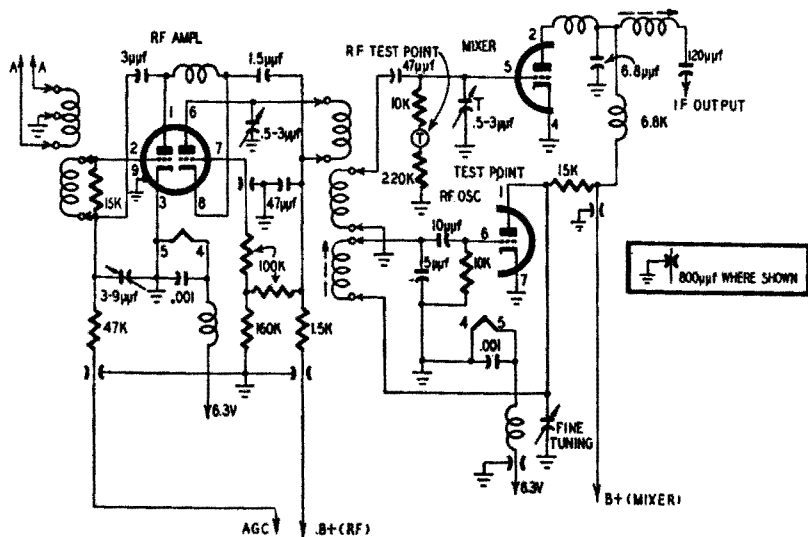 RF AMPL
A A
3µµf
1.5µµf
1 6
.5-3µµf
2
9
7
15K
3
8
47µµf
5 4
100K
3-9µµf
.001
47K
160K
1.5K
6.3V
AGC
.B+(RF)
RF TEST POINT
47µµf
MIXER
2
5
4
10K
T
T
.5-3µµf
220K
6.8µµf
120µµf
IF OUTPUT
6.8K
TEST POINT
RF OSC
1
15K
10µµf
6
.5µµf
10K
7
4 5
.001
FINE
TUNING
6.3V
B+(MIXER)
800µµf WHERE SHOWN